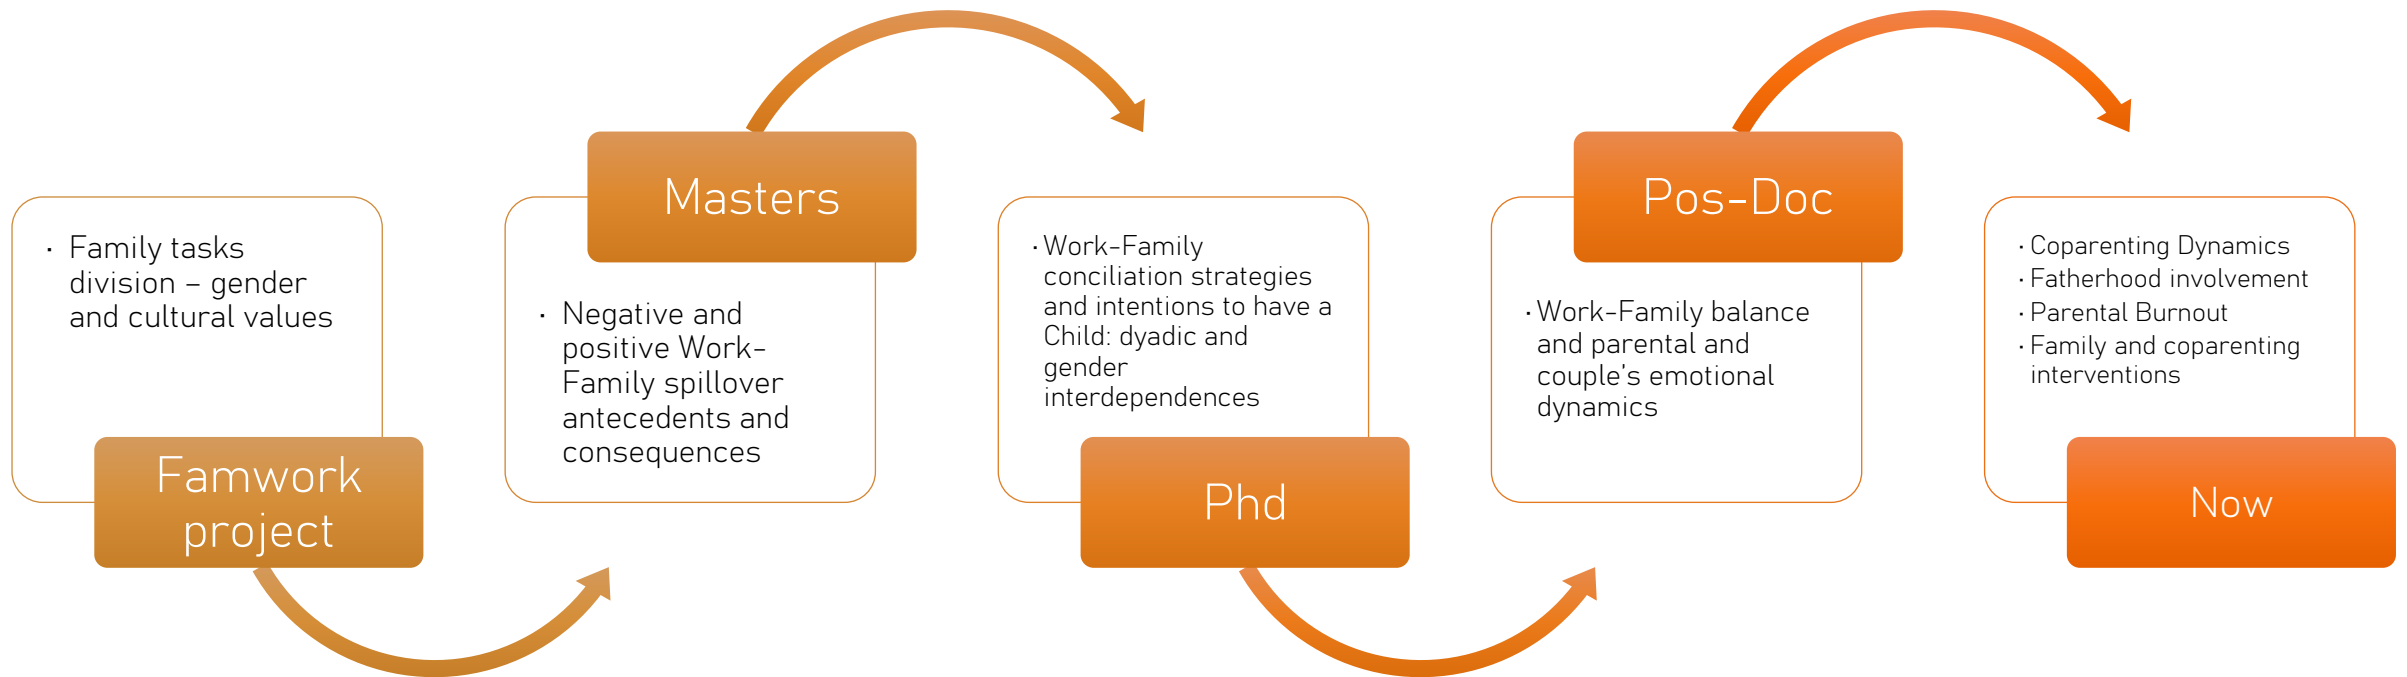 · Family tasks
division – gender
and cultural values
Famwork
project
Masters
· Negative and
positive Work-
Family spillover
antecedents and
consequences
· Work-Family
conciliation strategies
and intentions to have a
Child: dyadic and
gender
interdependences
Phd
Pos-Doc
· Work-Family balance
and parental and
couple's emotional
dynamics
· Coparenting Dynamics
· Fatherhood involvement
· Parental Burnout
· Family and coparenting
interventions
Now